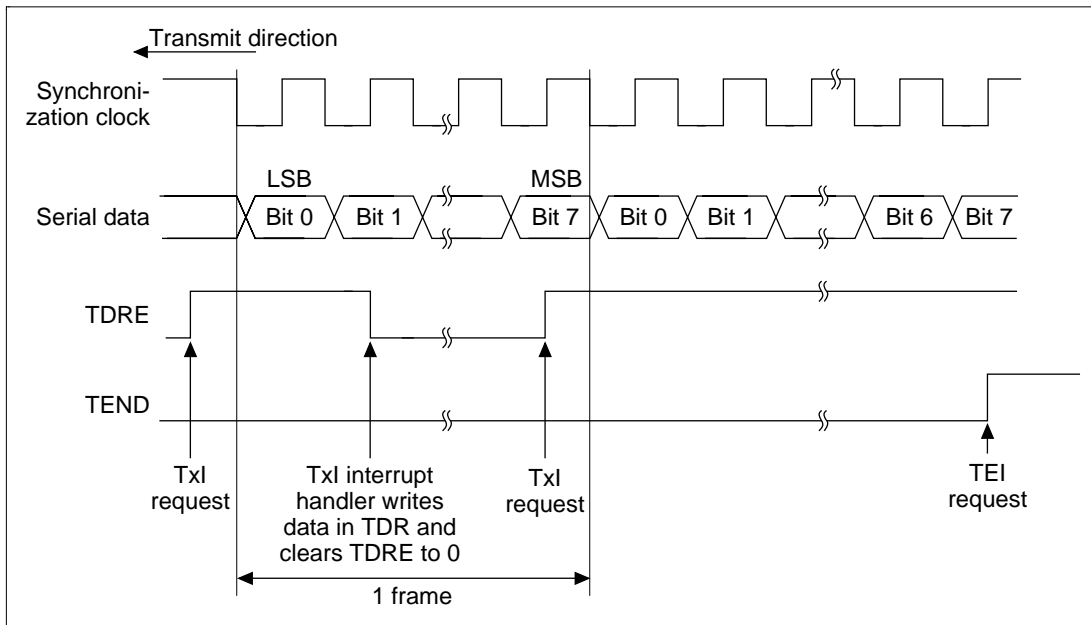 Transmit direction
Synchroni-
zation clock
LSB
MSB
Serial data
Bit 0
Bit 1
Bit 7
Bit 0
Bit 1
Bit 6
Bit 7
TDRE
TEND
TxI
request
TxI interrupt
handler writes
data in TDR and
clears TDRE to 0
TxI
request
TEI
request
1 frame